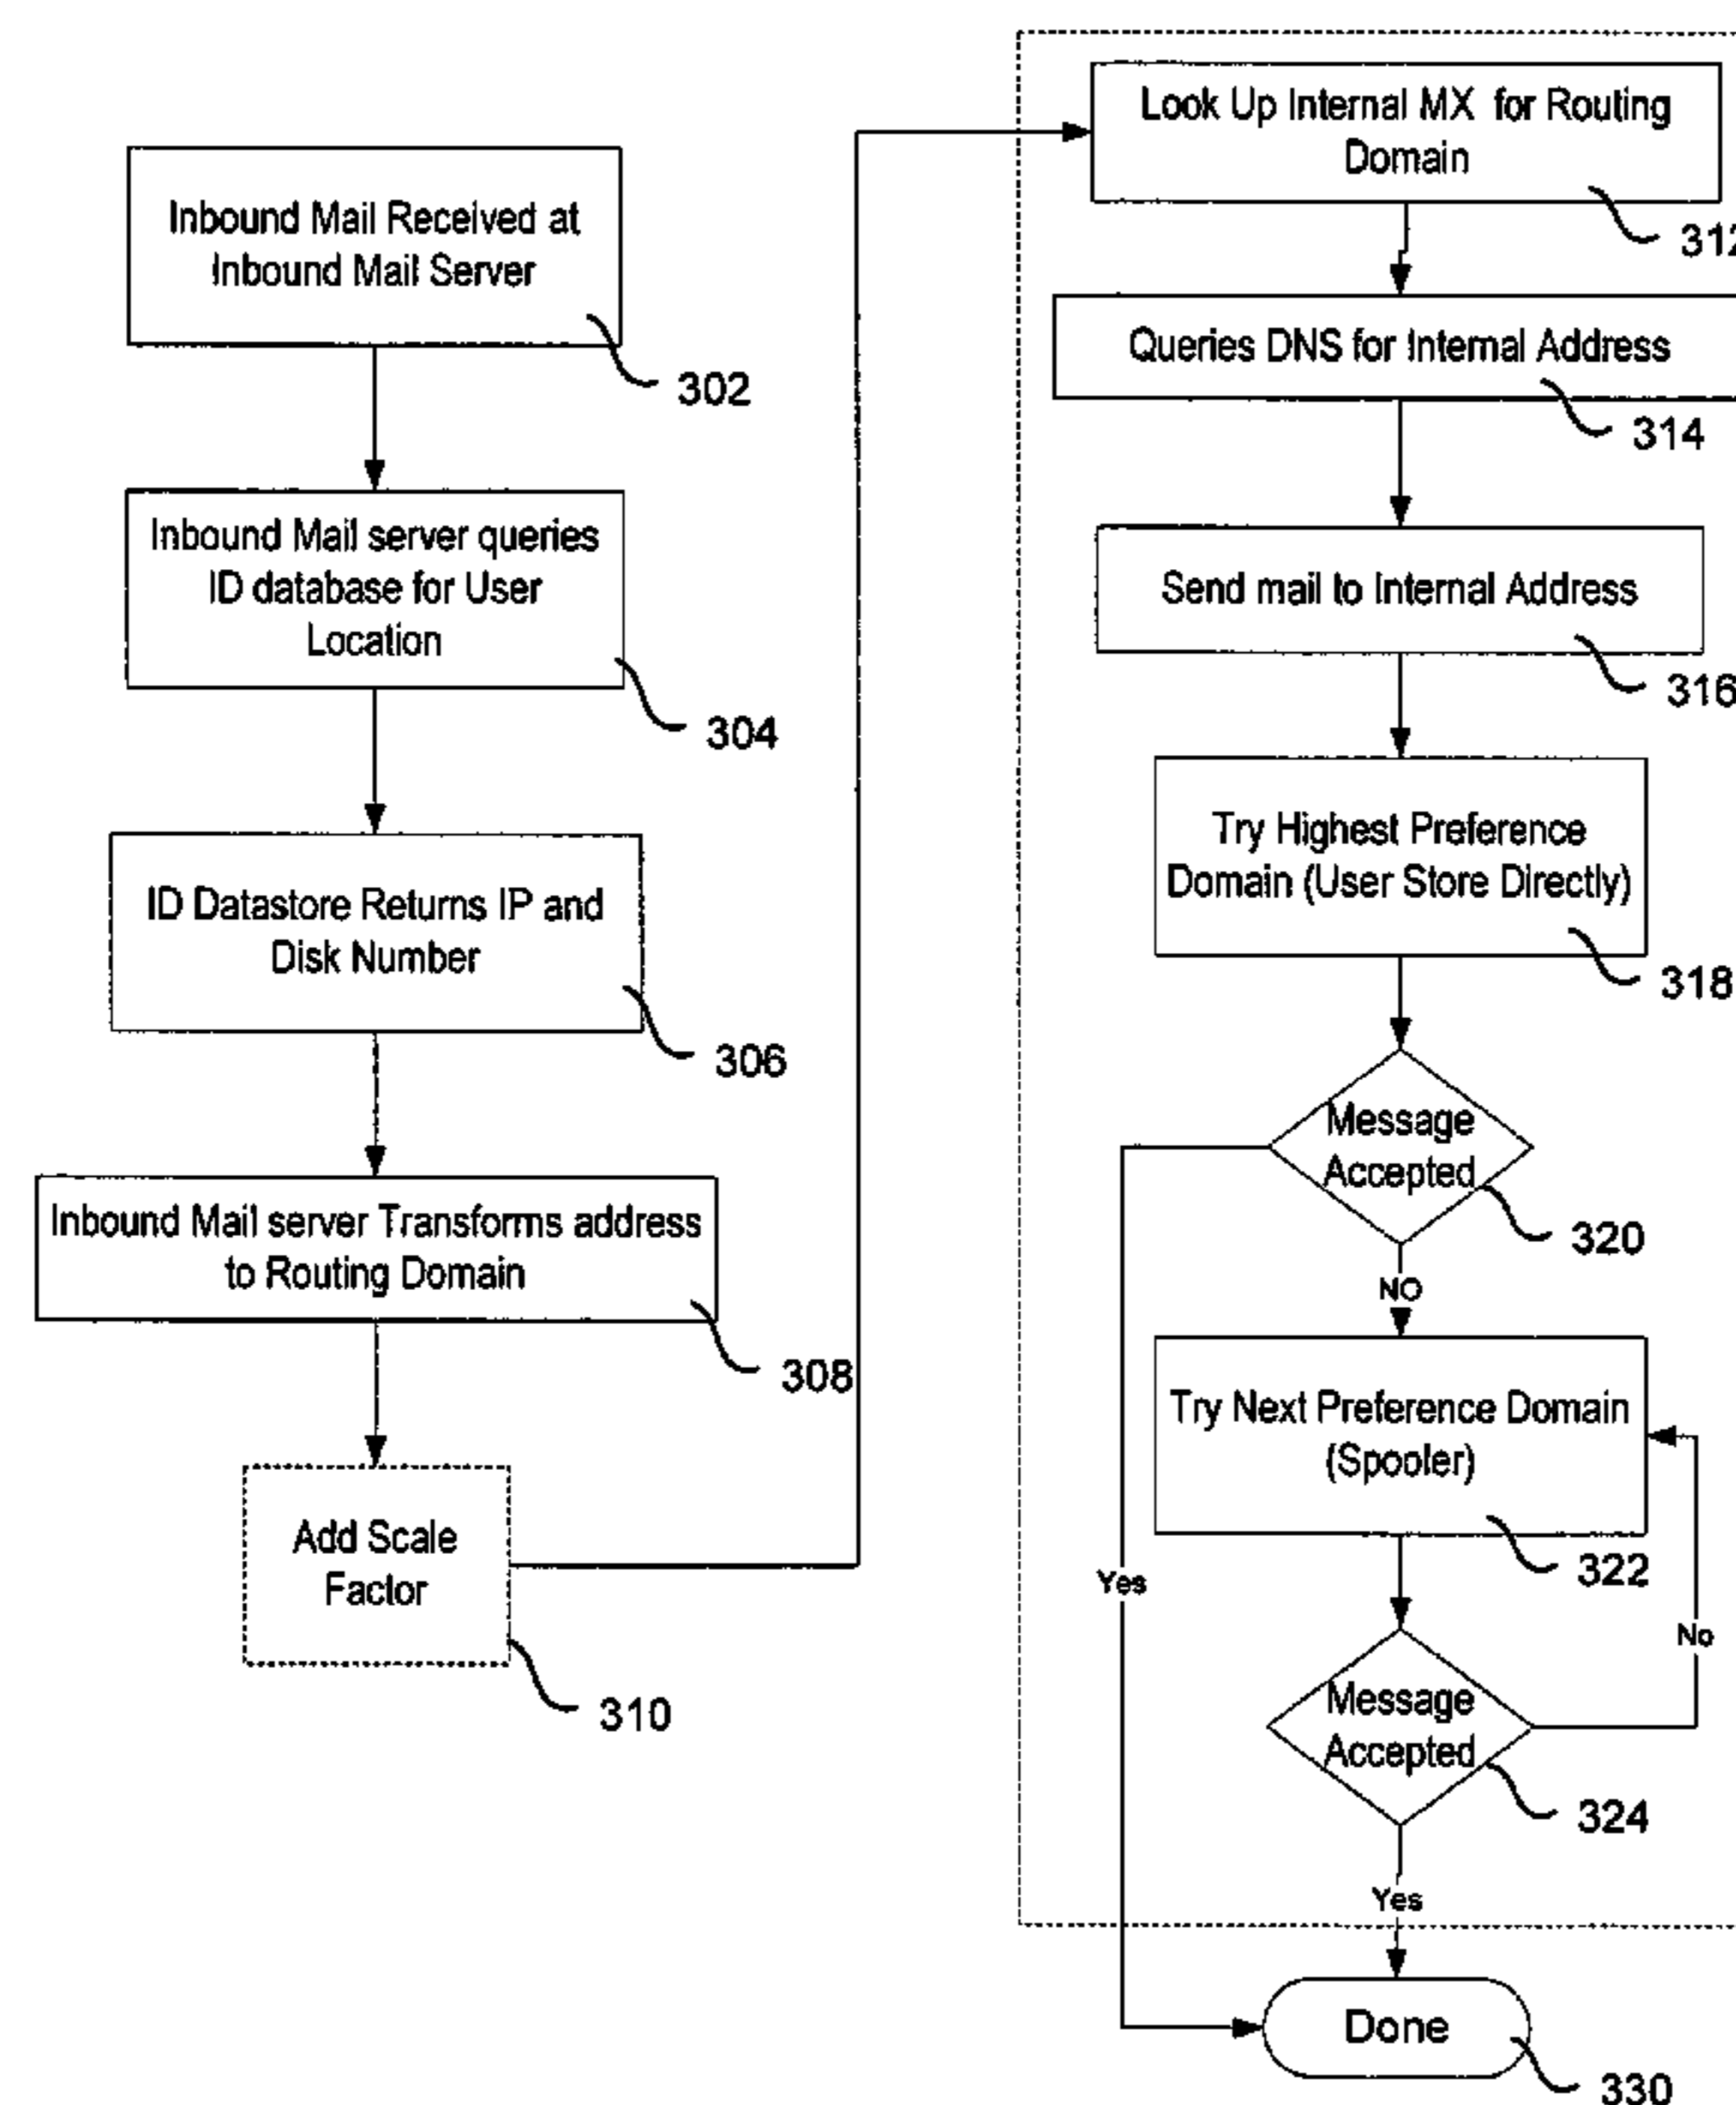 Inbound Mail Received at
Inbound Mail Server
302
Inbound Mail server queries
ID database for User
Location
304
ID Datastore Returns IP and
Disk Number
306
Inbound Mail server Transforms address
to Routing Domain
308
Add Scale
Factor
310
Look Up Internal MX for Routing
Domain
312
Queries DNS for Internal Address
314
Send mail to Internal Address
316
Try Highest Preference
Domain (User Store Directly)
318
Message
Accepted
320
NO
Try Next Preference Domain
(Spooler)
322
Yes
No
Message
Accepted
324
Yes
Done
330